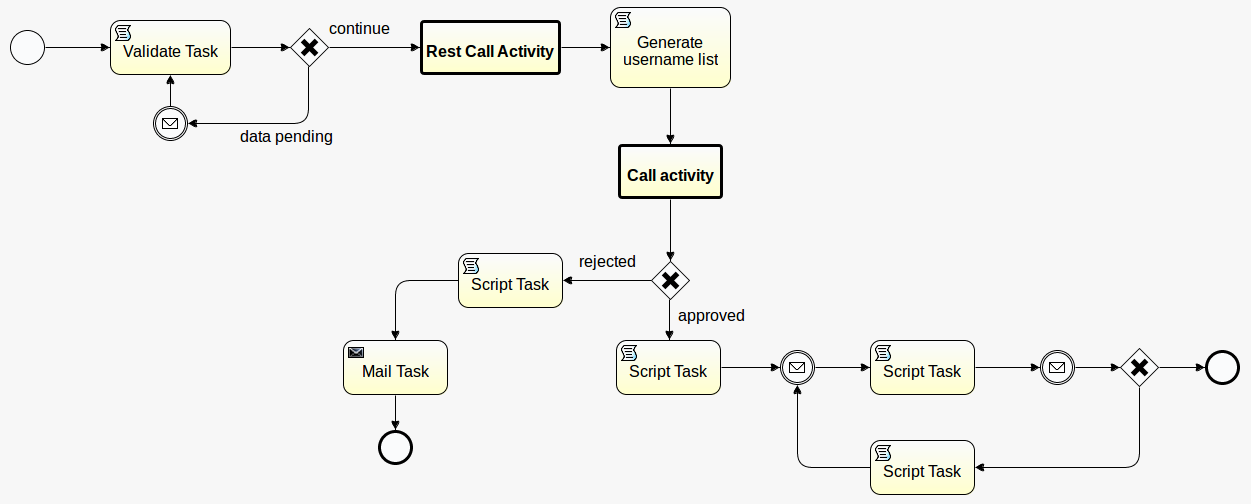 continue
Validate Task
Rest Call Activity
Generate
username list
data pending
Call activity
rejected
Script Task
approved
Mail Task
Script Task
Script Task
Script Task